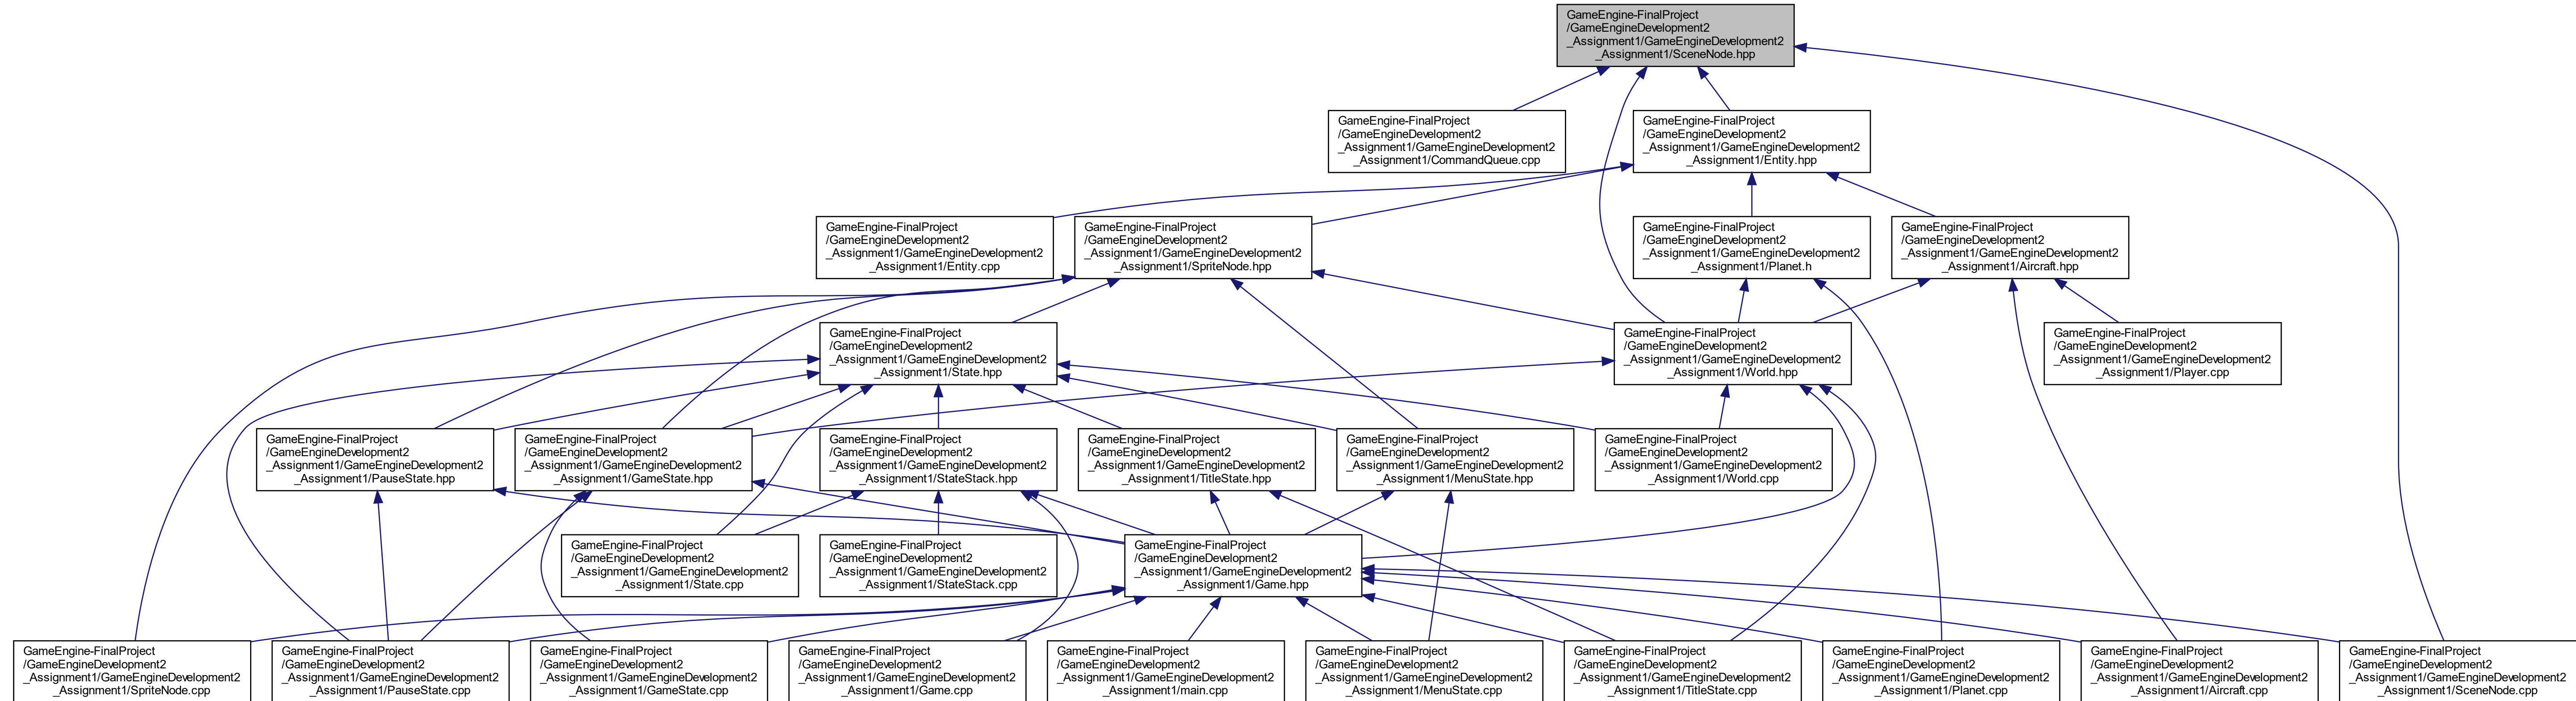 GameEngine-FinalProject
/GameEngineDevelopment2
_Assignment1/GameEngineDevelopment2
_Assignment1/SceneNode.hpp
GameEngine-FinalProject
/GameEngineDevelopment2
_Assignment1/GameEngineDevelopment2
_Assignment1/CommandQueue.cpp
GameEngine-FinalProject
/GameEngineDevelopment2
_Assignment1/GameEngineDevelopment2
_Assignment1/Entity.hpp
GameEngine-FinalProject
/GameEngineDevelopment2
_Assignment1/GameEngineDevelopment2
_Assignment1/Entity.cpp
GameEngine-FinalProject
/GameEngineDevelopment2
_Assignment1/GameEngineDevelopment2
_Assignment1/SpriteNode.hpp
GameEngine-FinalProject
/GameEngineDevelopment2
_Assignment1/GameEngineDevelopment2
_Assignment1/Planet.h
GameEngine-FinalProject
/GameEngineDevelopment2
_Assignment1/GameEngineDevelopment2
_Assignment1/Aircraft.hpp
GameEngine-FinalProject
/GameEngineDevelopment2
_Assignment1/GameEngineDevelopment2
_Assignment1/State.hpp
GameEngine-FinalProject
/GameEngineDevelopment2
_Assignment1/GameEngineDevelopment2
_Assignment1/World.hpp
GameEngine-FinalProject
/GameEngineDevelopment2
_Assignment1/GameEngineDevelopment2
_Assignment1/Player.cpp
GameEngine-FinalProject
/GameEngineDevelopment2
_Assignment1/GameEngineDevelopment2
_Assignment1/PauseState.hpp
GameEngine-FinalProject
/GameEngineDevelopment2
_Assignment1/GameEngineDevelopment2
_Assignment1/GameState.hpp
GameEngine-FinalProject
/GameEngineDevelopment2
_Assignment1/GameEngineDevelopment2
_Assignment1/StateStack.hpp
GameEngine-FinalProject
/GameEngineDevelopment2
_Assignment1/GameEngineDevelopment2
_Assignment1/TitleState.hpp
GameEngine-FinalProject
/GameEngineDevelopment2
_Assignment1/GameEngineDevelopment2
_Assignment1/MenuState.hpp
GameEngine-FinalProject
/GameEngineDevelopment2
_Assignment1/GameEngineDevelopment2
_Assignment1/World.cpp
GameEngine-FinalProject
/GameEngineDevelopment2
_Assignment1/GameEngineDevelopment2
_Assignment1/State.cpp
GameEngine-FinalProject
/GameEngineDevelopment2
_Assignment1/GameEngineDevelopment2
_Assignment1/StateStack.cpp
GameEngine-FinalProject
/GameEngineDevelopment2
_Assignment1/GameEngineDevelopment2
_Assignment1/Game.hpp
GameEngine-FinalProject
/GameEngineDevelopment2
_Assignment1/GameEngineDevelopment2
_Assignment1/SpriteNode.cpp
GameEngine-FinalProject
/GameEngineDevelopment2
_Assignment1/GameEngineDevelopment2
_Assignment1/PauseState.cpp
GameEngine-FinalProject
/GameEngineDevelopment2
_Assignment1/GameEngineDevelopment2
_Assignment1/GameState.cpp
GameEngine-FinalProject
/GameEngineDevelopment2
_Assignment1/GameEngineDevelopment2
_Assignment1/Game.cpp
GameEngine-FinalProject
/GameEngineDevelopment2
_Assignment1/GameEngineDevelopment2
_Assignment1/main.cpp
GameEngine-FinalProject
/GameEngineDevelopment2
_Assignment1/GameEngineDevelopment2
_Assignment1/MenuState.cpp
GameEngine-FinalProject
/GameEngineDevelopment2
_Assignment1/GameEngineDevelopment2
_Assignment1/TitleState.cpp
GameEngine-FinalProject
/GameEngineDevelopment2
_Assignment1/GameEngineDevelopment2
_Assignment1/Planet.cpp
GameEngine-FinalProject
/GameEngineDevelopment2
_Assignment1/GameEngineDevelopment2
_Assignment1/Aircraft.cpp
GameEngine-FinalProject
/GameEngineDevelopment2
_Assignment1/GameEngineDevelopment2
_Assignment1/SceneNode.cpp